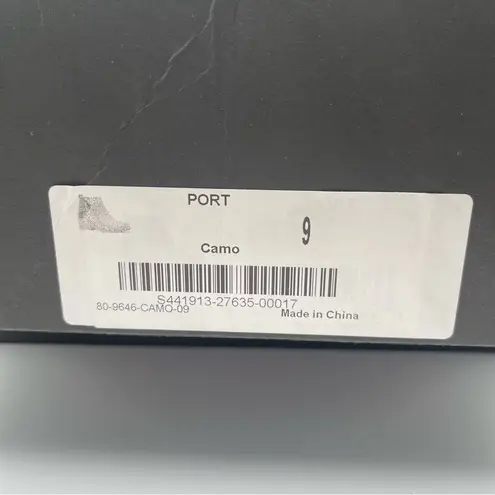 PORT
9
Camo
S441913-27635-00017
80-9646-CAMO-09
Made in China